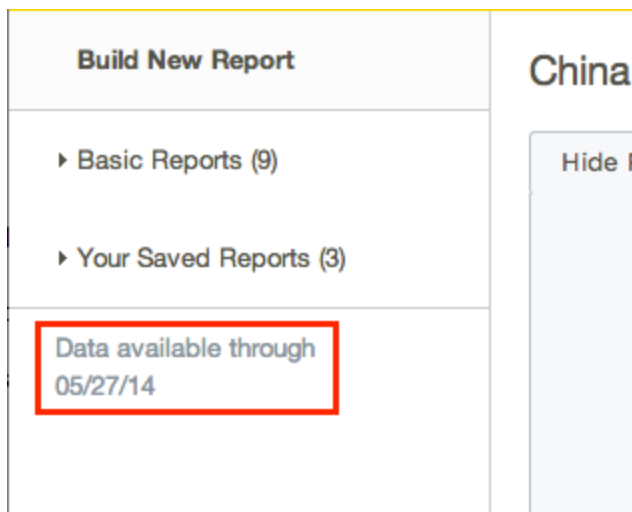 Build New Report
China
Basic Reports (9)
Hide
Your Saved Reports (3)
Data available through
05/27/14